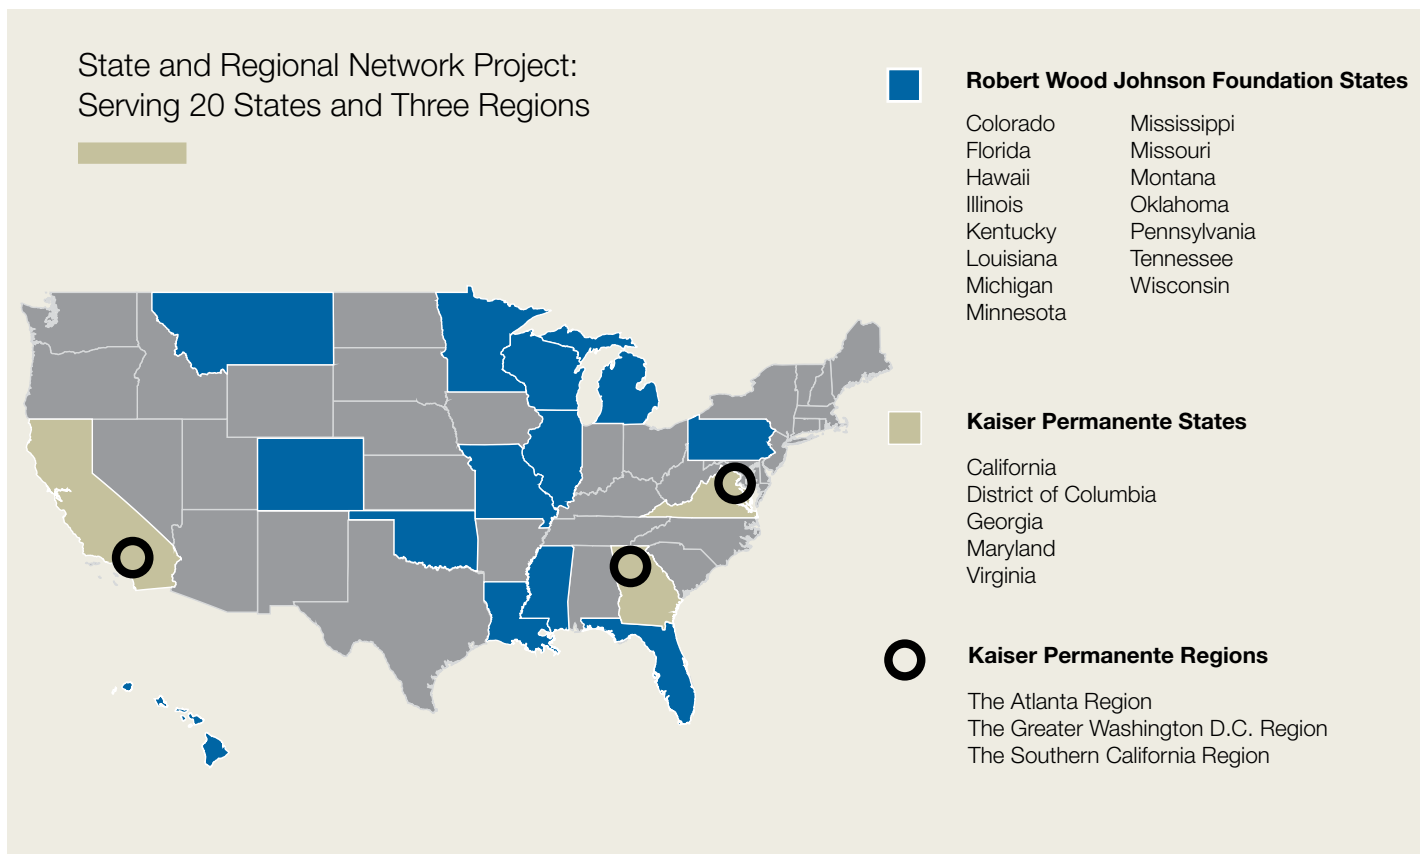 State and Regional Network Project:
Serving 20 States and Three Regions
Robert Wood Johnson Foundation States
Colorado
Florida
Hawaii
Illinois
Kentucky
Louisiana
Michigan
Minnesota
Mississippi
Missouri
Montana
Oklahoma
Pennsylvania
Tennessee
Wisconsin
Kaiser Permanente States
California
District of Columbia
Georgia
Maryland
Virginia
Kaiser Permanente Regions
The Atlanta Region
The Greater Washington D.C. Region
The Southern California Region